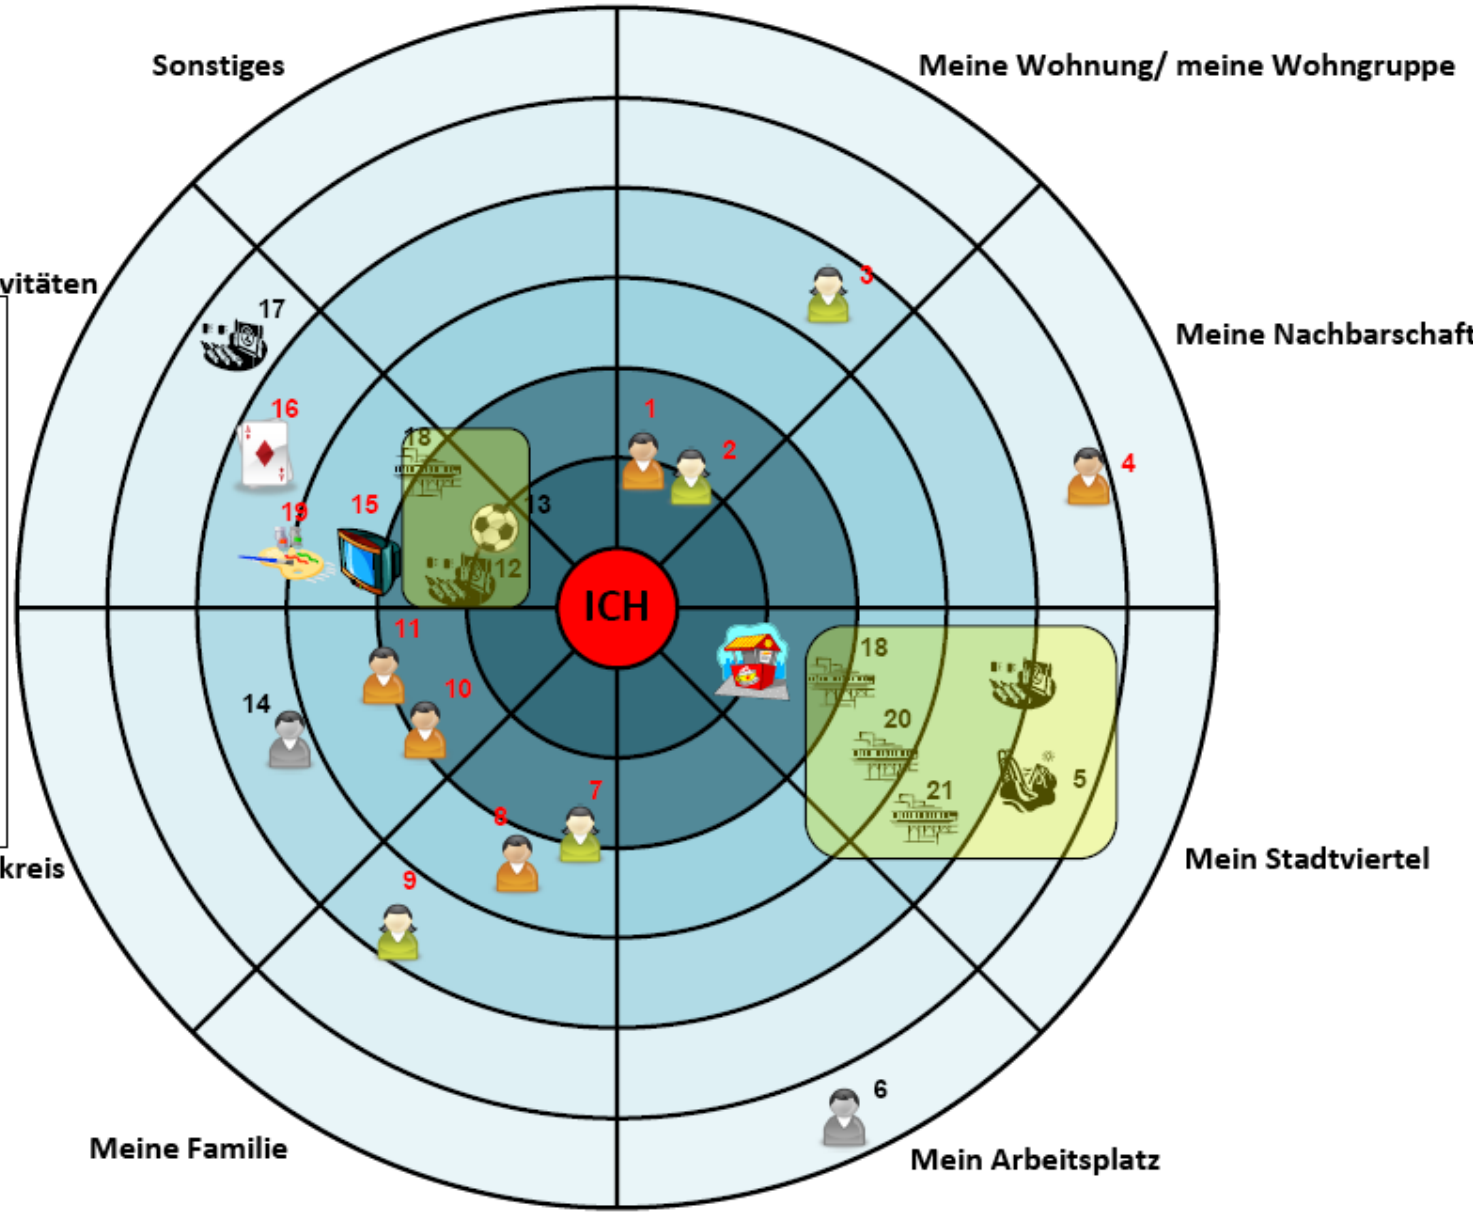 Sonstiges
Meine Wohnung/ meine Wohngruppe
vitäten
Meine Nachbarschaft
3
17
16
1
2
4
18
15
13
19
12
ICH
11
10
14
18
20
21
5
7
8
9
kreis
Mein Stadtviertel
6
Meine Familie
Mein Arbeitsplatz